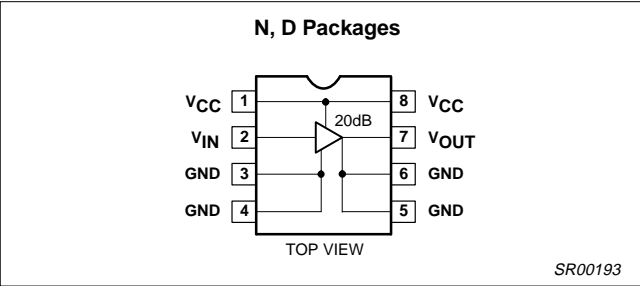 N, D Packages
VCC 1 8 VCC
20dB
VIN 2 7 VOUT
GND 3 6 GND
GND 4 5 GND
TOP VIEW
SR00193